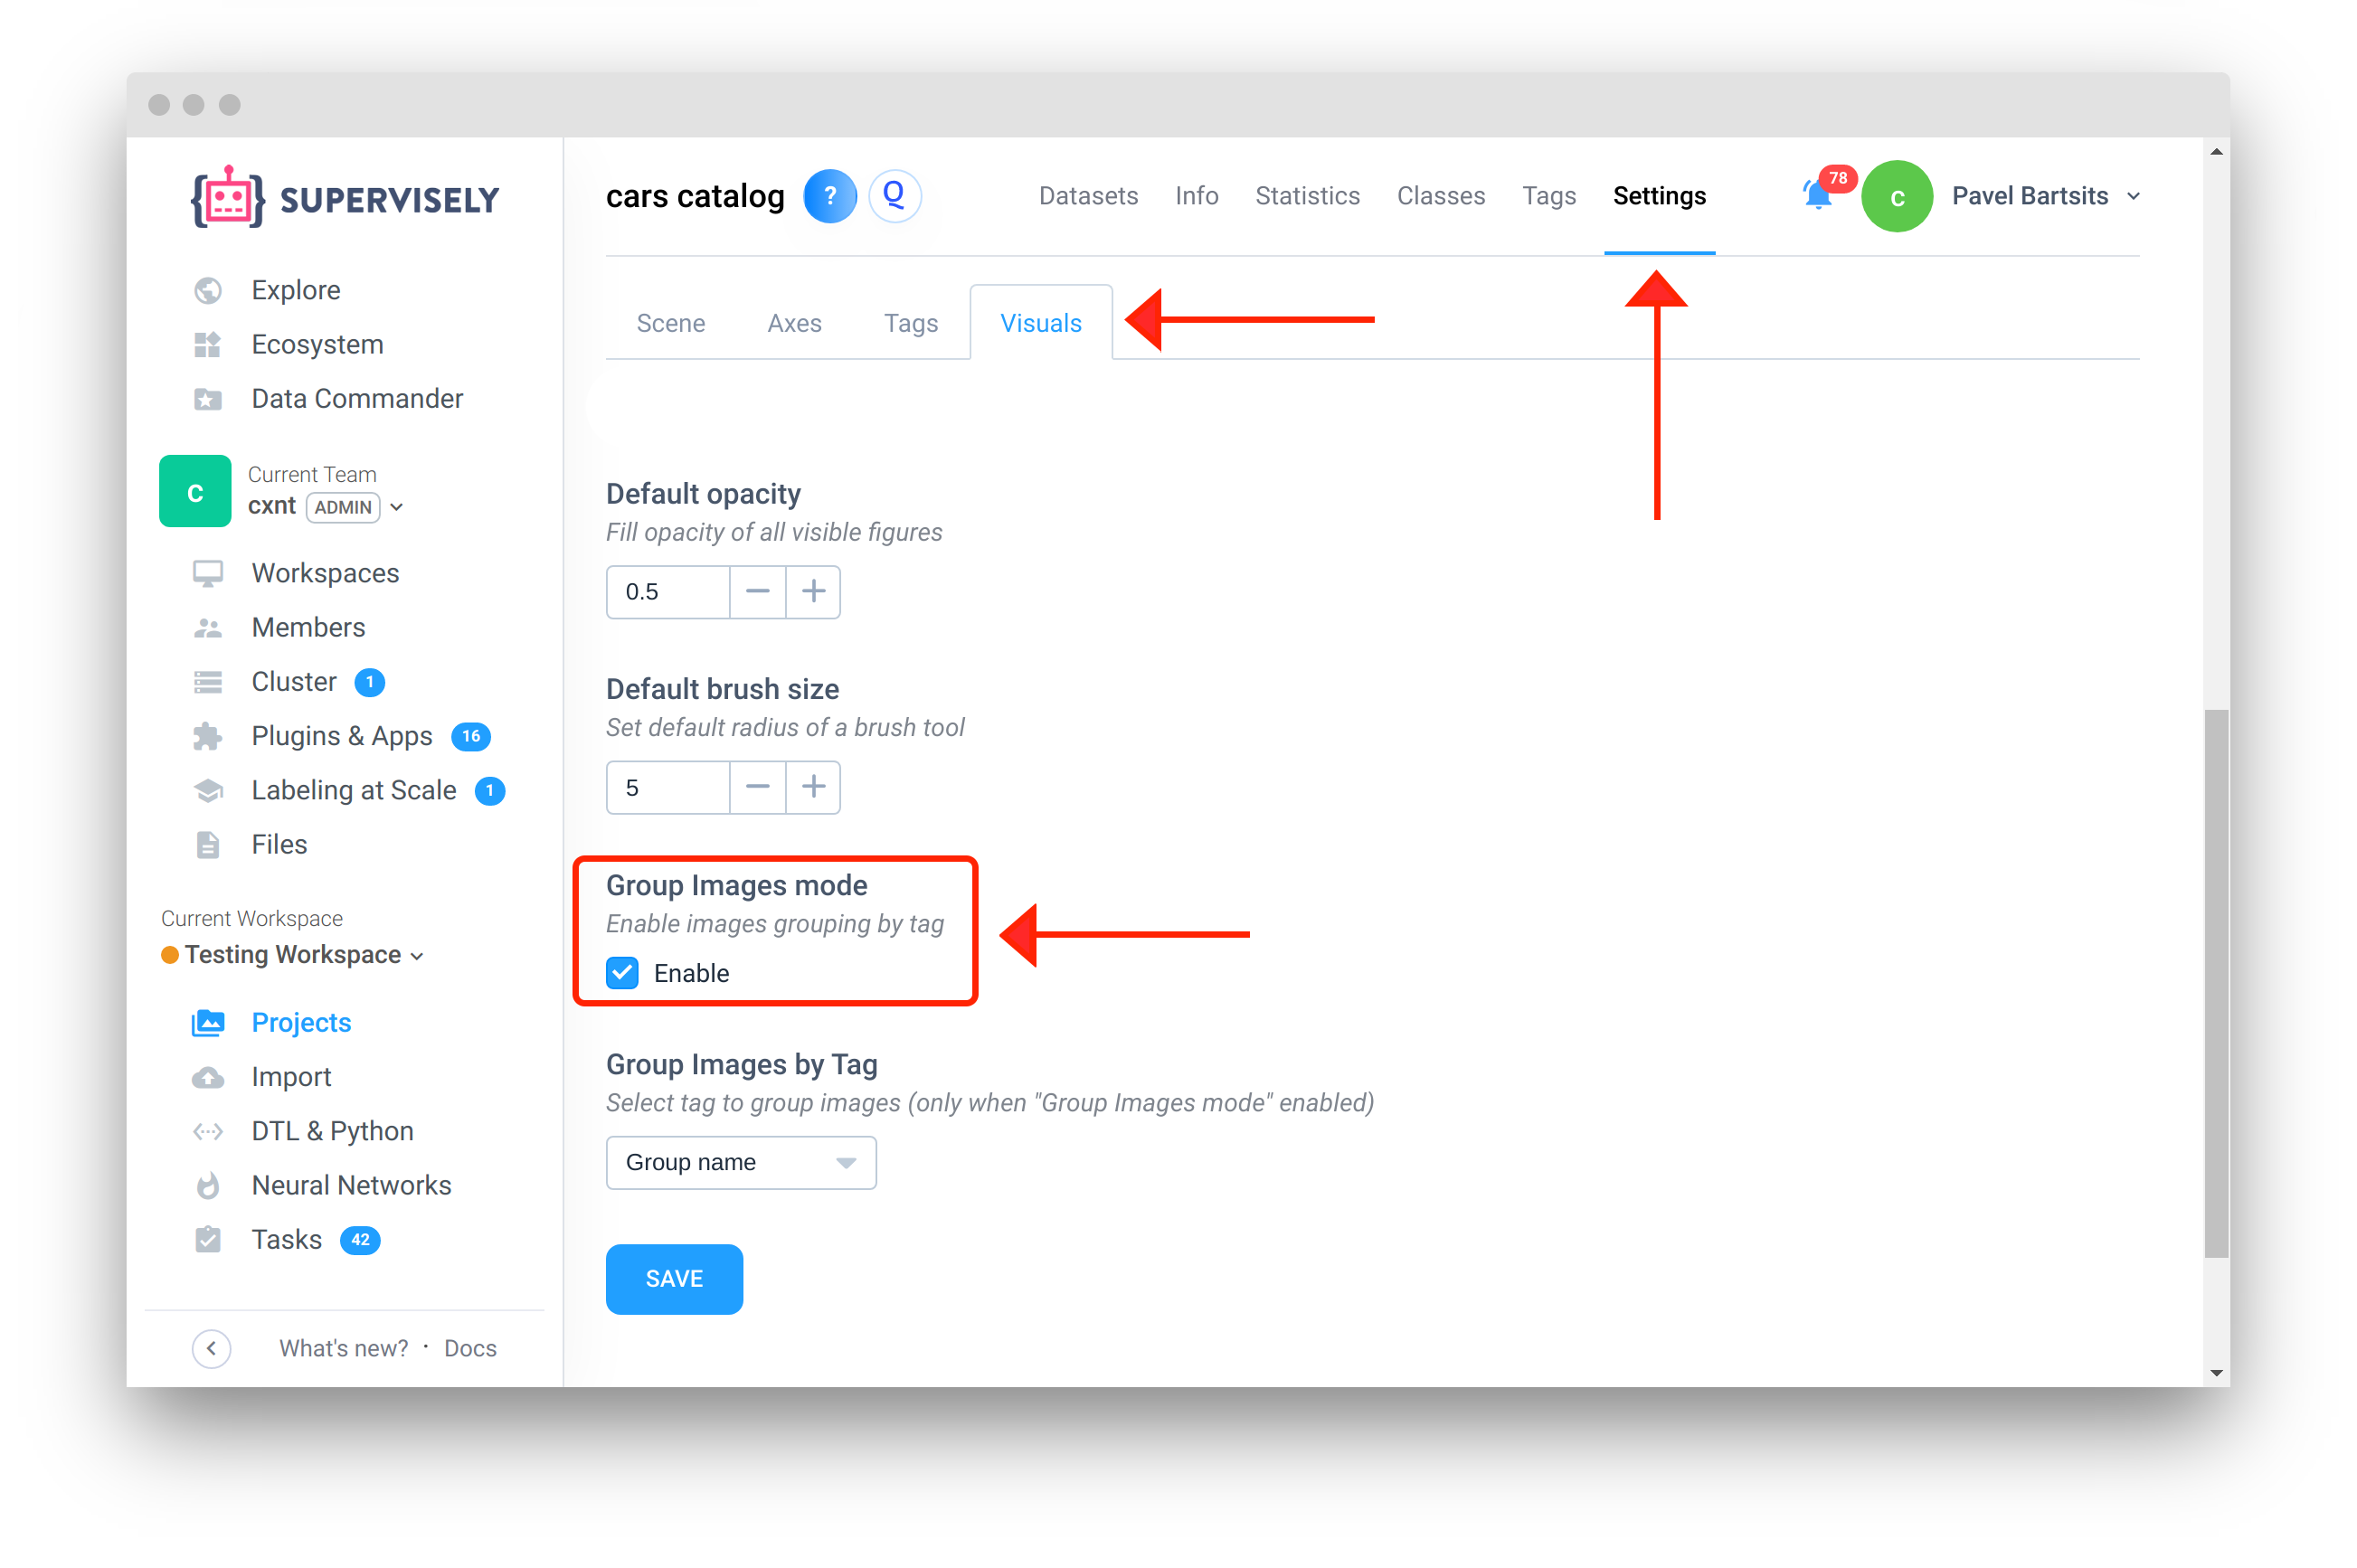 SUPERVISELY
Explore
Ecosystem
Data Commander
C
Current Team
cxnt ADMIN
Workspaces
Members
Cluster 1
Plugins & Apps 16
Labeling at Scale 1
Files
Current Workspace
Testing Workspace
Projects
Import
DTL & Python
Neural Networks
Tasks 42
What's new? · Docs
cars catalog ? Q Datasets Info Statistics Classes Tags Settings 78 C Pavel Bartsits
Scene Axes Tags Visuals
Default opacity
Fill opacity of all visible figures
0.5
Default brush size
Set default radius of a brush tool
5
Group Images mode
Enable images grouping by tag
Enable
Group Images by Tag
Select tag to group images (only when "Group Images mode" enabled)
Group name
SAVE